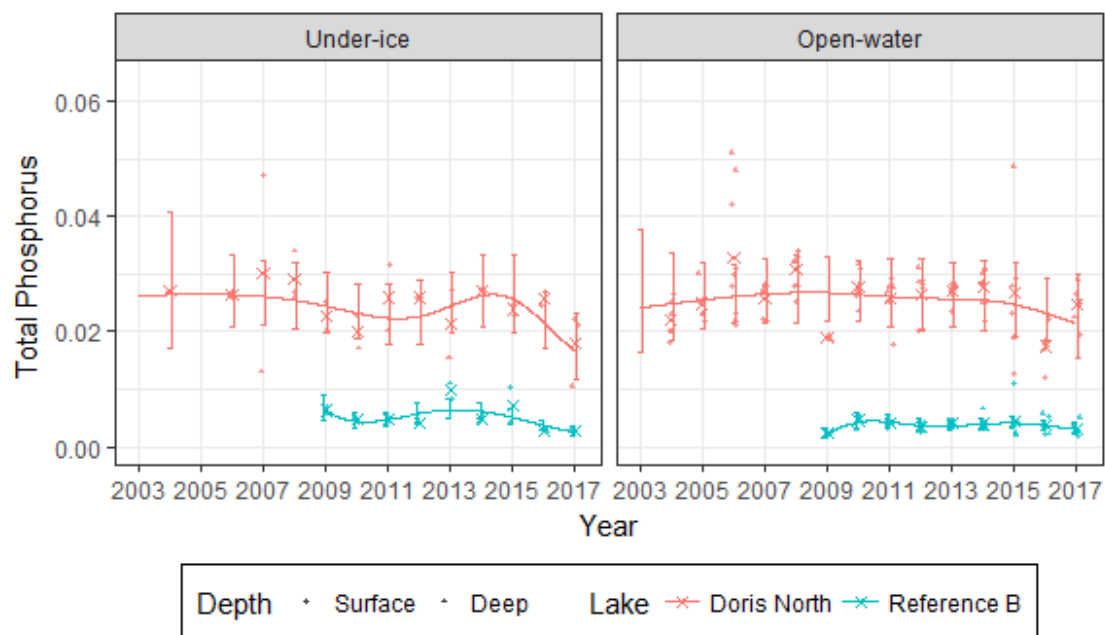 Under-ice Open-water
Total Phosphorus
0.06
0.04
0.02
0.00
2003 2005 2007 2009 2011 2013 2015 2017 2003 2005 2007 2009 2011 2013 2015 2017
Year
Depth Surface Deep Lake Doris North Reference B